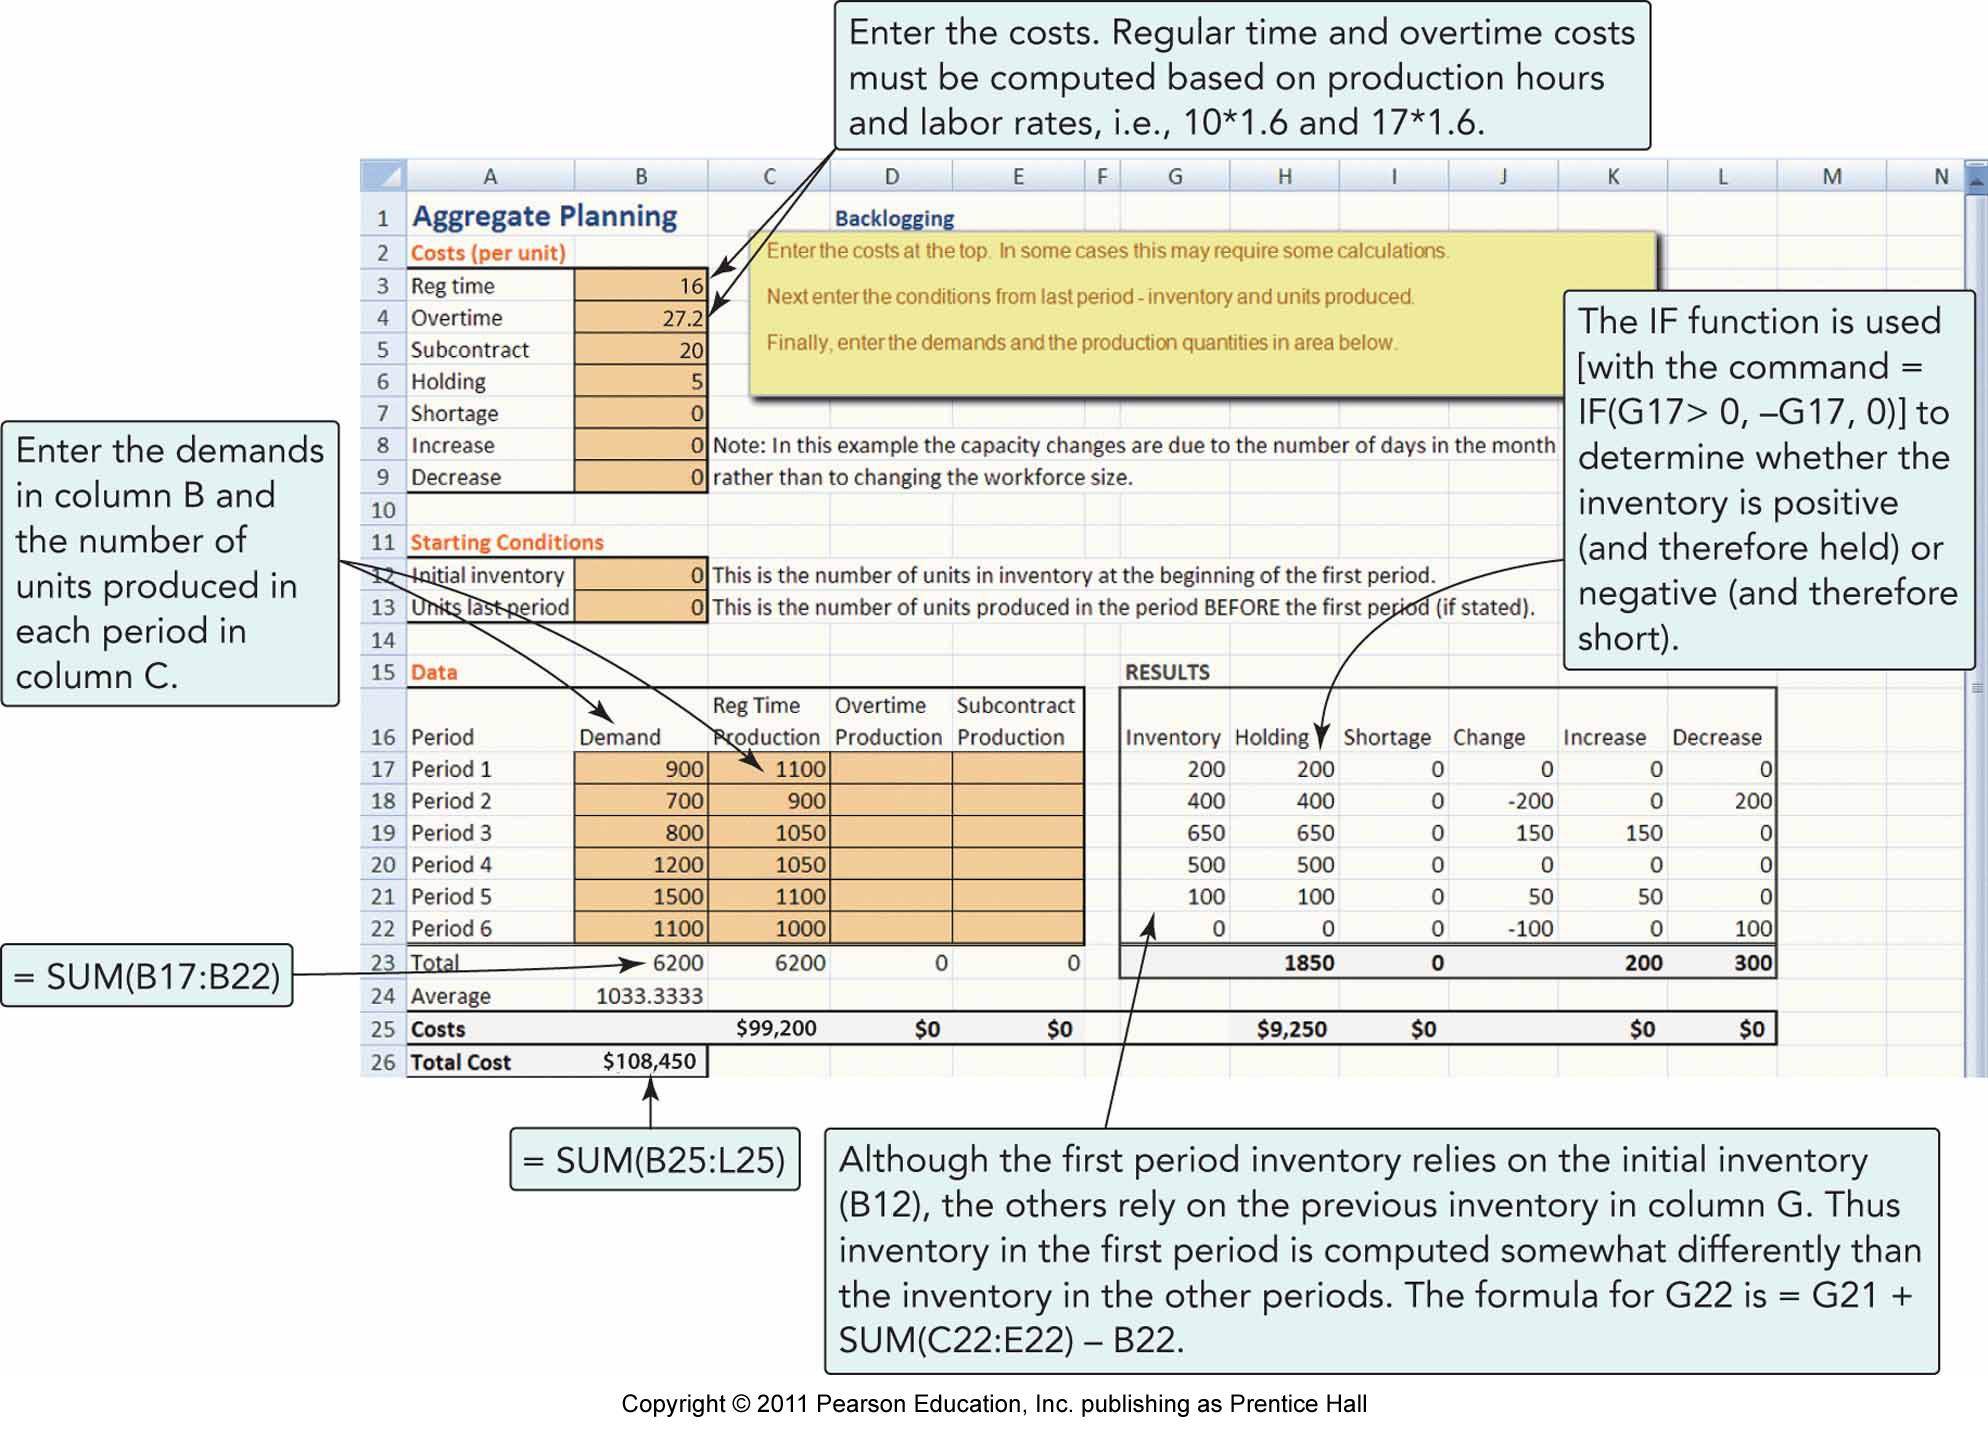 Enter the costs. Regular time and overtime costs
must be computed based on production hours
and labor rates, i.e., 10*1.6 and 17*1.6.
A B C D E F G H I J K L M N
1 Aggregate Planning Backlogging
2 Costs (per unit)
3 Reg time 16
4 Overtime 27.2
5 Subcontract 20
6 Holding 5
7 Shortage 0
8 Increase 0 Note: In this example the capacity changes are due to the number of days in the month
9 Decrease 0 rather than to changing the workforce size.
10
11 Starting Conditions
12 Initial inventory 0 This is the number of units in inventory at the beginning of the first period.
13 Units last period 0 This is the number of units produced in the period BEFORE the first period (if stated).
14
15 Data RESULTS
Reg Time Overtime Subcontract
16 Period Demand Production Production Production Inventory Holding Shortage Change Increase Decrease
17 Period 1 900 1100 200 200 0 0 0 0
18 Period 2 700 900 400 400 0 -200 0 200
19 Period 3 800 1050 650 650 0 150 150 0
20 Period 4 1200 1050 500 500 0 0 0 0
21 Period 5 1500 1100 100 100 0 50 50 0
22 Period 6 1100 1000 0 0 0 -100 0 100
23 Total 6200 6200 0 0 1850 0 200 300
24 Average 1033.3333
25 Costs $99,200 $0 $0 $9,250 $0 $0 $0
26 Total Cost $108,450
Enter the costs at the top. In some cases this may require some calculations.
Next enter the conditions from last period - inventory and units produced.
Finally, enter the demands and the production quantities in area below.
The IF function is used
[with the command =
IF(G17> 0, –G17, 0)] to
determine whether the
inventory is positive
(and therefore held) or
negative (and therefore
short).
Enter the demands
in column B and
the number of
units produced in
each period in
column C.
= SUM(B17:B22)
= SUM(B25:L25)
Although the first period inventory relies on the initial inventory
(B12), the others rely on the previous inventory in column G. Thus
inventory in the first period is computed somewhat differently than
the inventory in the other periods. The formula for G22 is = G21 +
SUM(C22:E22) – B22.
Copyright © 2011 Pearson Education, Inc. publishing as Prentice Hall